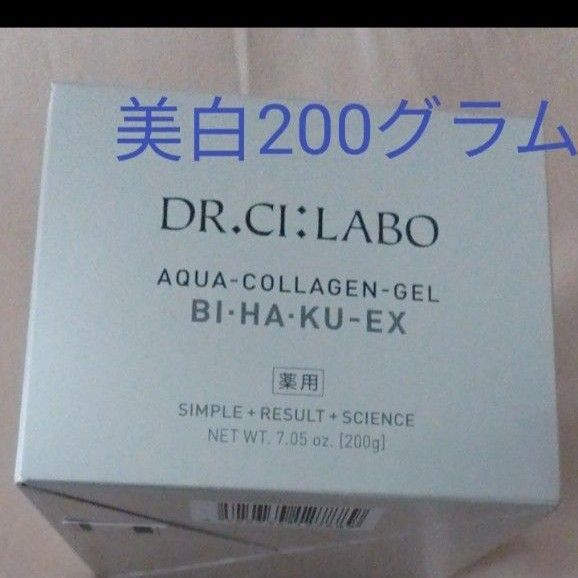 美白200グラム
DR.CI:LABO
AQUA-COLLAGEN-GEL
BI·HA·KU-EX
薬用
SIMPLE+RESULT+SCIENCE
NET WT. 7.05 oz. [200g]